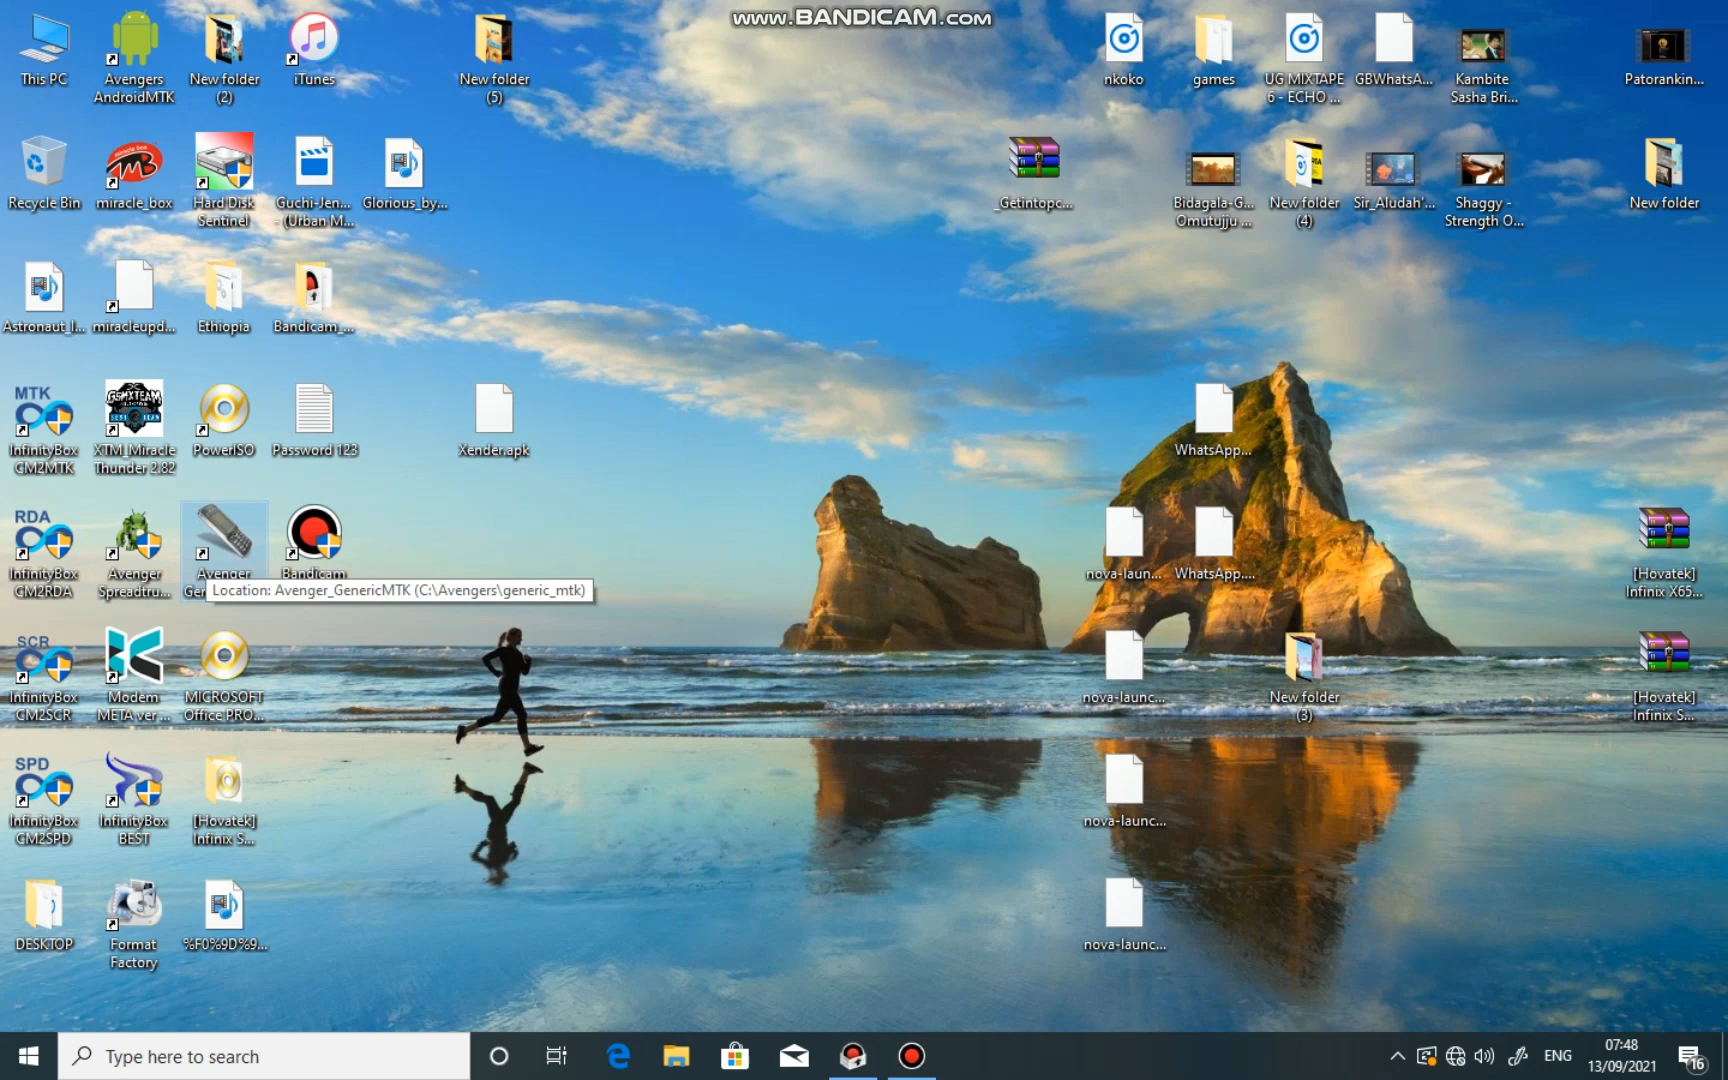 www.BANDICAM.com
This PC
Avengers
AndroidMTK
New folder
(2)
iTunes
New folder
(5)
nkoko
games
UG MIXTAPE
6 - ECHO ...
GBWhatsA...
Kambite
Sasha Bri...
Patorankin...
Recycle Bin
miracle box
miracle_box
Hard Disk
Sentinel
Guchi-Jen...
- (Urban M...
Glorious_by...
_Getintopc...
Bidagala-G...
Omutujju ...
New folder
(4)
Sir_Aludah'...
Shaggy -
Strength O...
New folder
Astronaut_I...
miracleupd...
Ethiopia
Bandicam_...
MTK
InfinityBox
CM2MTK
GSMXTEAM
XTM_Miracle
Thunder 2.82
PowerISO
Password 123
Xender.apk
WhatsApp...
RDA
InfinityBox
CM2RDA
Avenger
Spreadtru...
Avenger
Bandicam
Location: Avenger_GenericMTK (C:\Avengers\generic_mtk)
nova-laun...
WhatsApp....
[Hovatek]
Infinix X65...
SCR
InfinityBox
CM2SCR
Modem
META ver ...
MICROSOFT
Office PRO...
nova-launc...
New folder
(3)
[Hovatek]
Infinix S...
SPD
InfinityBox
CM2SPD
InfinityBox
BEST
[Hovatek]
Infinix S...
nova-launc...
DESKTOP
Format
Factory
%F0%9D%9...
nova-launc...
Type here to search
ENG
07:48
13/09/2021
16